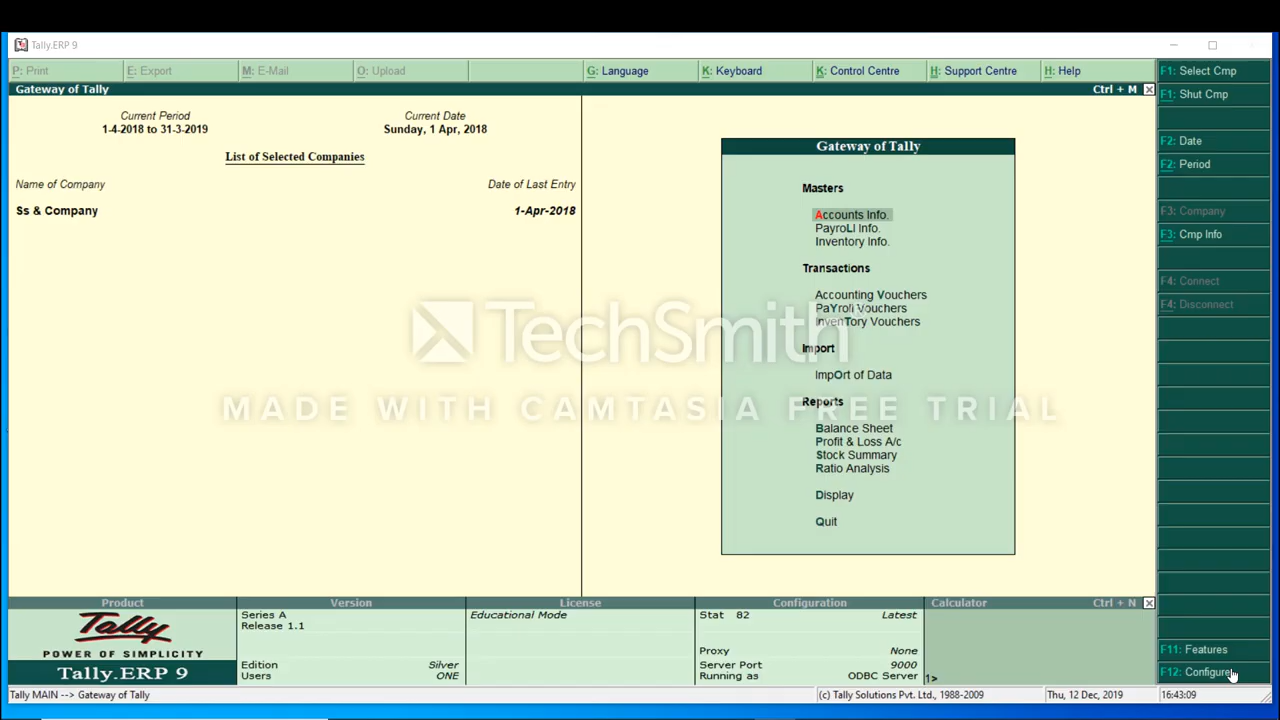 Tally.ERP 9
P: Print E: Export M: E-Mail O: Upload G: Language K: Keyboard K: Control Centre H: Support Centre H: Help
Gateway of Tally Ctrl + M
Current Period Current Date
1-4-2018 to 31-3-2019 Sunday, 1 Apr, 2018
List of Selected Companies
Name of Company Date of Last Entry
Ss & Company 1-Apr-2018
Gateway of Tally
Masters
Accounts Info.
PayroLl Info.
Inventory Info.
Transactions
Accounting Vouchers
PaYroll Vouchers
InvenTory Vouchers
Import
ImpOrt of Data
Reports
Balance Sheet
Profit & Loss A/c
Stock Summary
Ratio Analysis
Display
Quit
TechSmith
MADE WITH CAMTASIA FREE TRIAL
F1: Select Cmp
F1: Shut Cmp
F2: Date
F2: Period
F3: Company
F3: Cmp Info
F4: Connect
F4: Disconnect
F11: Features
F12: Configure
Product Version License Configuration Calculator Ctrl + N
Tally
POWER OF SIMPLICITY
Tally.ERP 9
Series A
Release 1.1
Edition Silver
Users ONE
Educational Mode
Stat 82 Latest
Proxy None
Server Port 9000
Running as ODBC Server
1>
Tally MAIN --> Gateway of Tally (c) Tally Solutions Pvt. Ltd., 1988-2009 Thu, 12 Dec, 2019 16:43:09